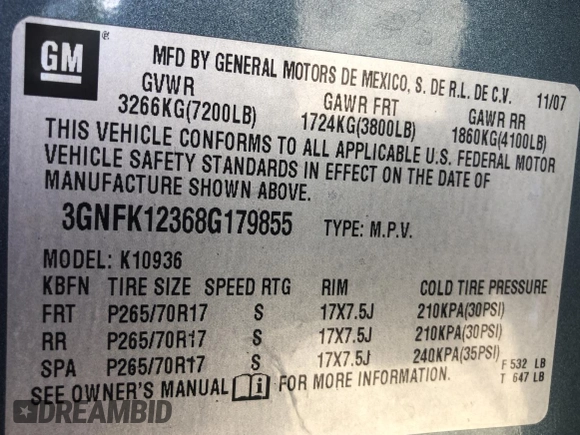 GM ®
MFD BY GENERAL MOTORS DE MEXICO, S. DE R.L. DE C.V. 11/07
GVWR GAWR FRT GAWR RR
3266KG(7200LB) 1724KG(3800LB) 1860KG(4100LB)
THIS VEHICLE CONFORMS TO ALL APPLICABLE U.S. FEDERAL MOTOR
VEHICLE SAFETY STANDARDS IN EFFECT ON THE DATE OF
MANUFACTURE SHOWN ABOVE.
3GNFK12368G179855 TYPE: M.P.V.
MODEL: K10936
KBFN TIRE SIZE SPEED RTG RIM COLD TIRE PRESSURE
FRT P265/70R17 S 17X7.5J 210KPA(30PSI)
RR P265/70R17 S 17X7.5J 210KPA(30PSI)
SPA P265/70R17 S 17X7.5J 240KPA(35PSI)
F 532 LB
T 647 LB
SEE OWNER'S MANUAL i FOR MORE INFORMATION.
DREAMBID